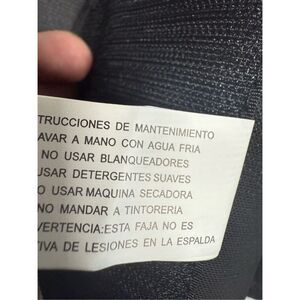 TRUCCIONES DE MANTENIMIENTO
AVAR A MANO CON AGUA FRIA
NO USAR BLANQUEADORES
USAR DETERGENTES SUAVES
O USAR MAQUINA SECADORA
NO MANDAR A TINTORERIA
VERTENCIA:ESTA FAJA NO ES
TIVA DE LESIONES EN LA ESPALDA